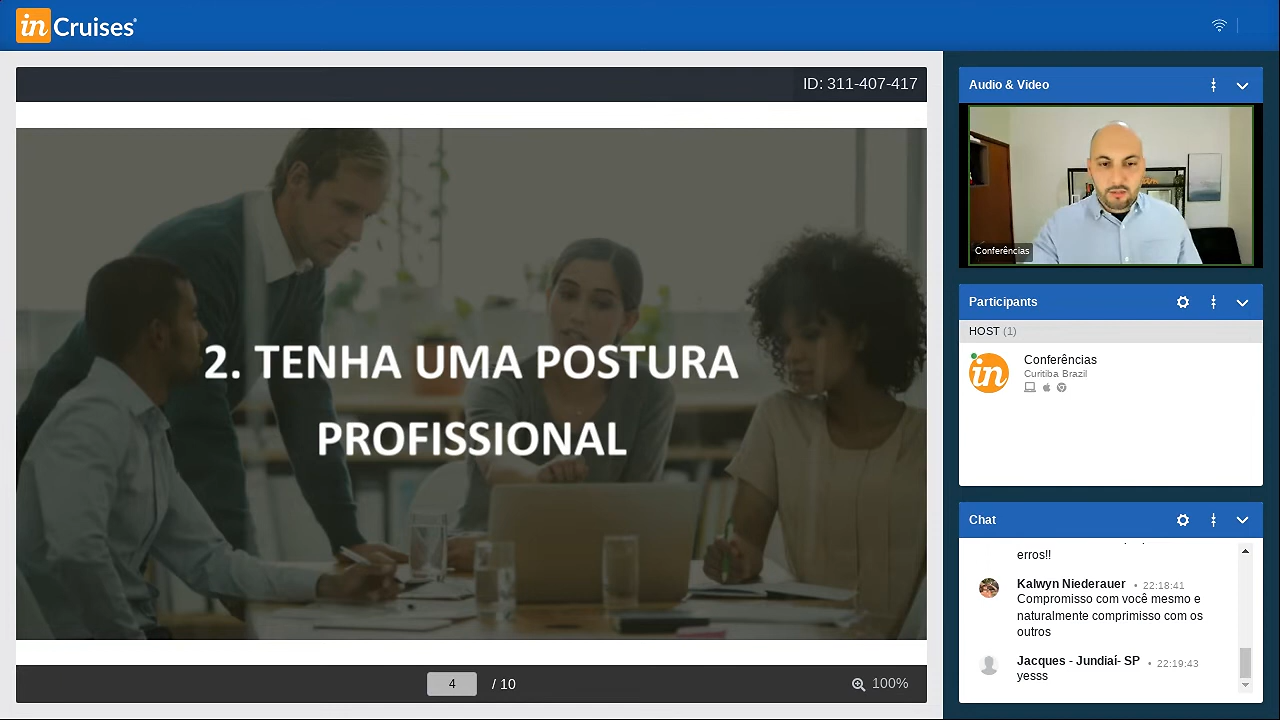 in Cruises
ID: 311-407-417
2. TENHA UMA POSTURA
PROFISSIONAL
4 / 10
100%
Audio & Video
Conferências
Participants
HOST (1)
in
Conferências
Curitiba Brazil
Chat
erros!!
Kalwyn Niederauer • 22:18:41
Compromisso com você mesmo e
naturalmente comprimisso com os
outros
Jacques - Jundiaí- SP • 22:19:43
yesss